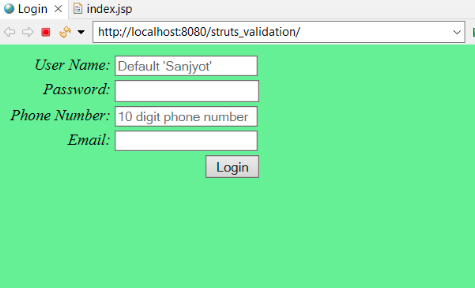 Login index.jsp
http://localhost:8080/struts_validation/
User Name: Default 'Sanjyot'
Password:
Phone Number: 10 digit phone number
Email:
Login